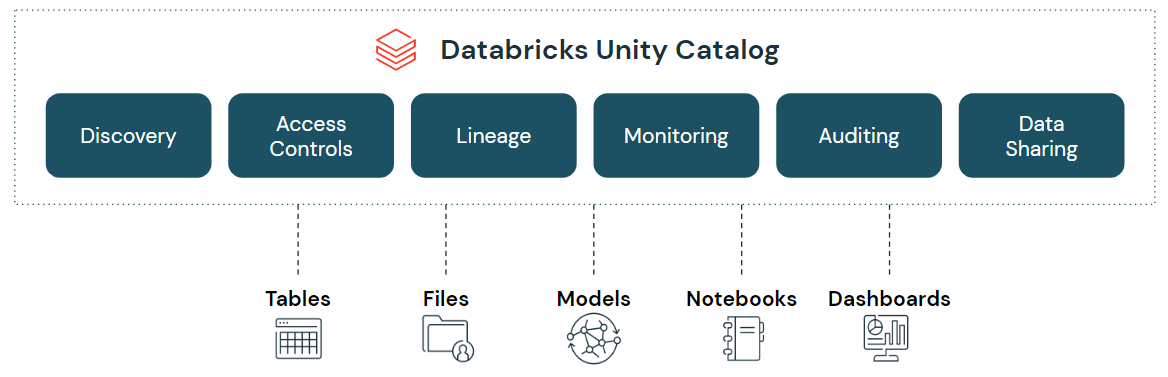 Databricks Unity Catalog
Discovery
Access
Controls
Lineage
Monitoring
Auditing
Data
Sharing
Tables
Files
Models
Notebooks
Dashboards